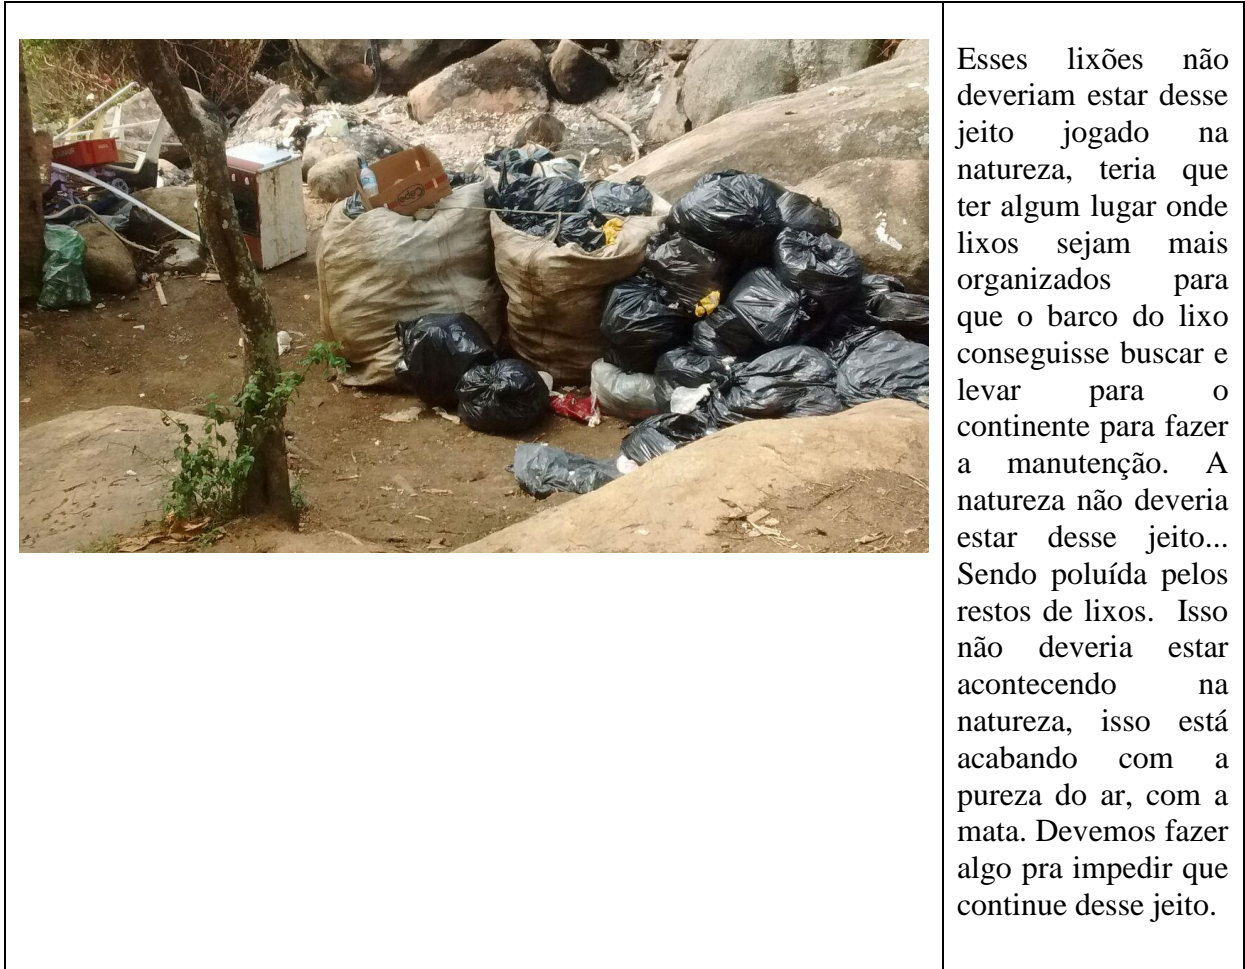 Esses lixões não
deveriam estar desse
jeito jogado na
natureza, teria que
ter algum lugar onde
lixos sejam mais
organizados para
que o barco do lixo
conseguisse buscar e
levar para o
continente para fazer
a manutenção. A
natureza não deveria
estar desse jeito...
Sendo poluída pelos
restos de lixos. Isso
não deveria estar
acontecendo na
natureza, isso está
acabando com a
pureza do ar, com a
mata. Devemos fazer
algo pra impedir que
continue desse jeito.